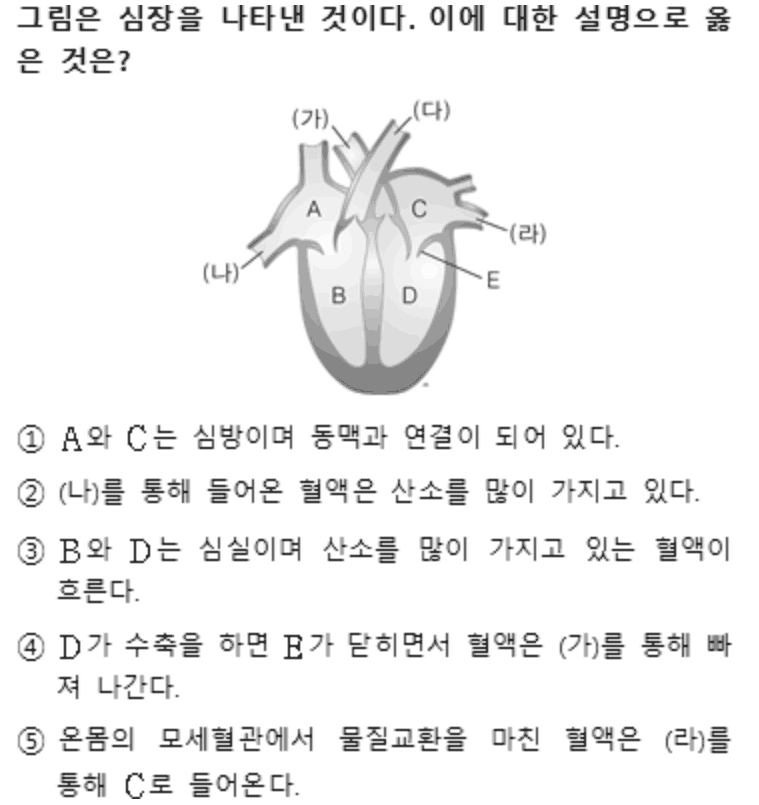 그림은 심장을 나타낸 것이다. 이에 대한 설명으로 옳
은 것은?
(가)
(다)
A
C
(라)
(나)
E
B
D
① A와 C는 심방이며 동맥과 연결이 되어 있다.
② (나)를 통해 들어온 혈액은 산소를 많이 가지고 있다.
③ B와 D는 심실이며 산소를 많이 가지고 있는 혈액이
흐른다.
④ D가 수축을 하면 E가 닫히면서 혈액은 (가)를 통해 빠
져 나간다.
⑤ 온몸의 모세혈관에서 물질교환을 마친 혈액은 (라)를
통해 C로 들어온다.